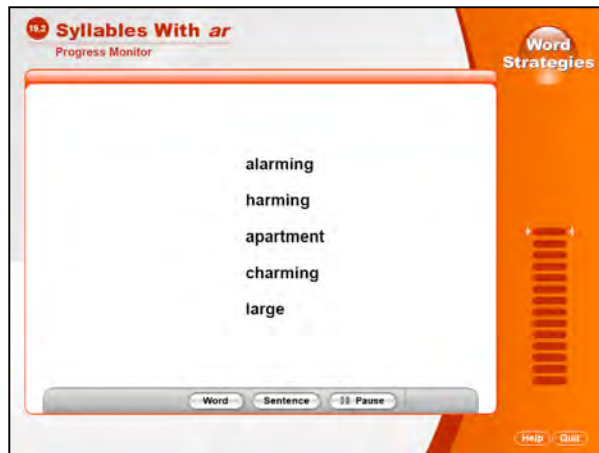 19.2 Syllables With ar
Progress Monitor
Word
Strategies
alarming
harming
apartment
charming
large
Word Sentence Pause
Help Quit